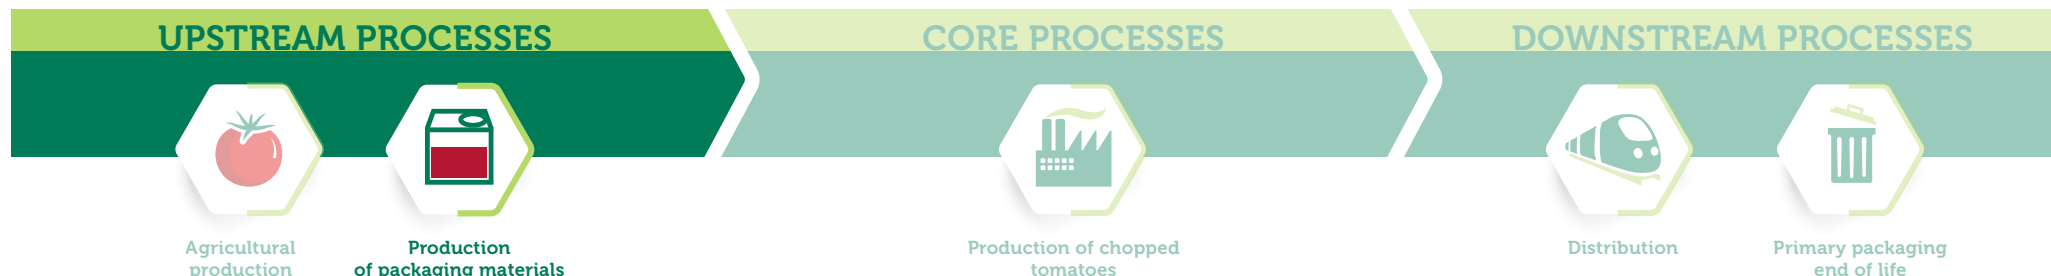 UPSTREAM PROCESSES
CORE PROCESSES
DOWNSTREAM PROCESSES
Agricultural
production
Production
of packaging materials
Production of chopped
tomatoes
Distribution
Primary packaging
end of life